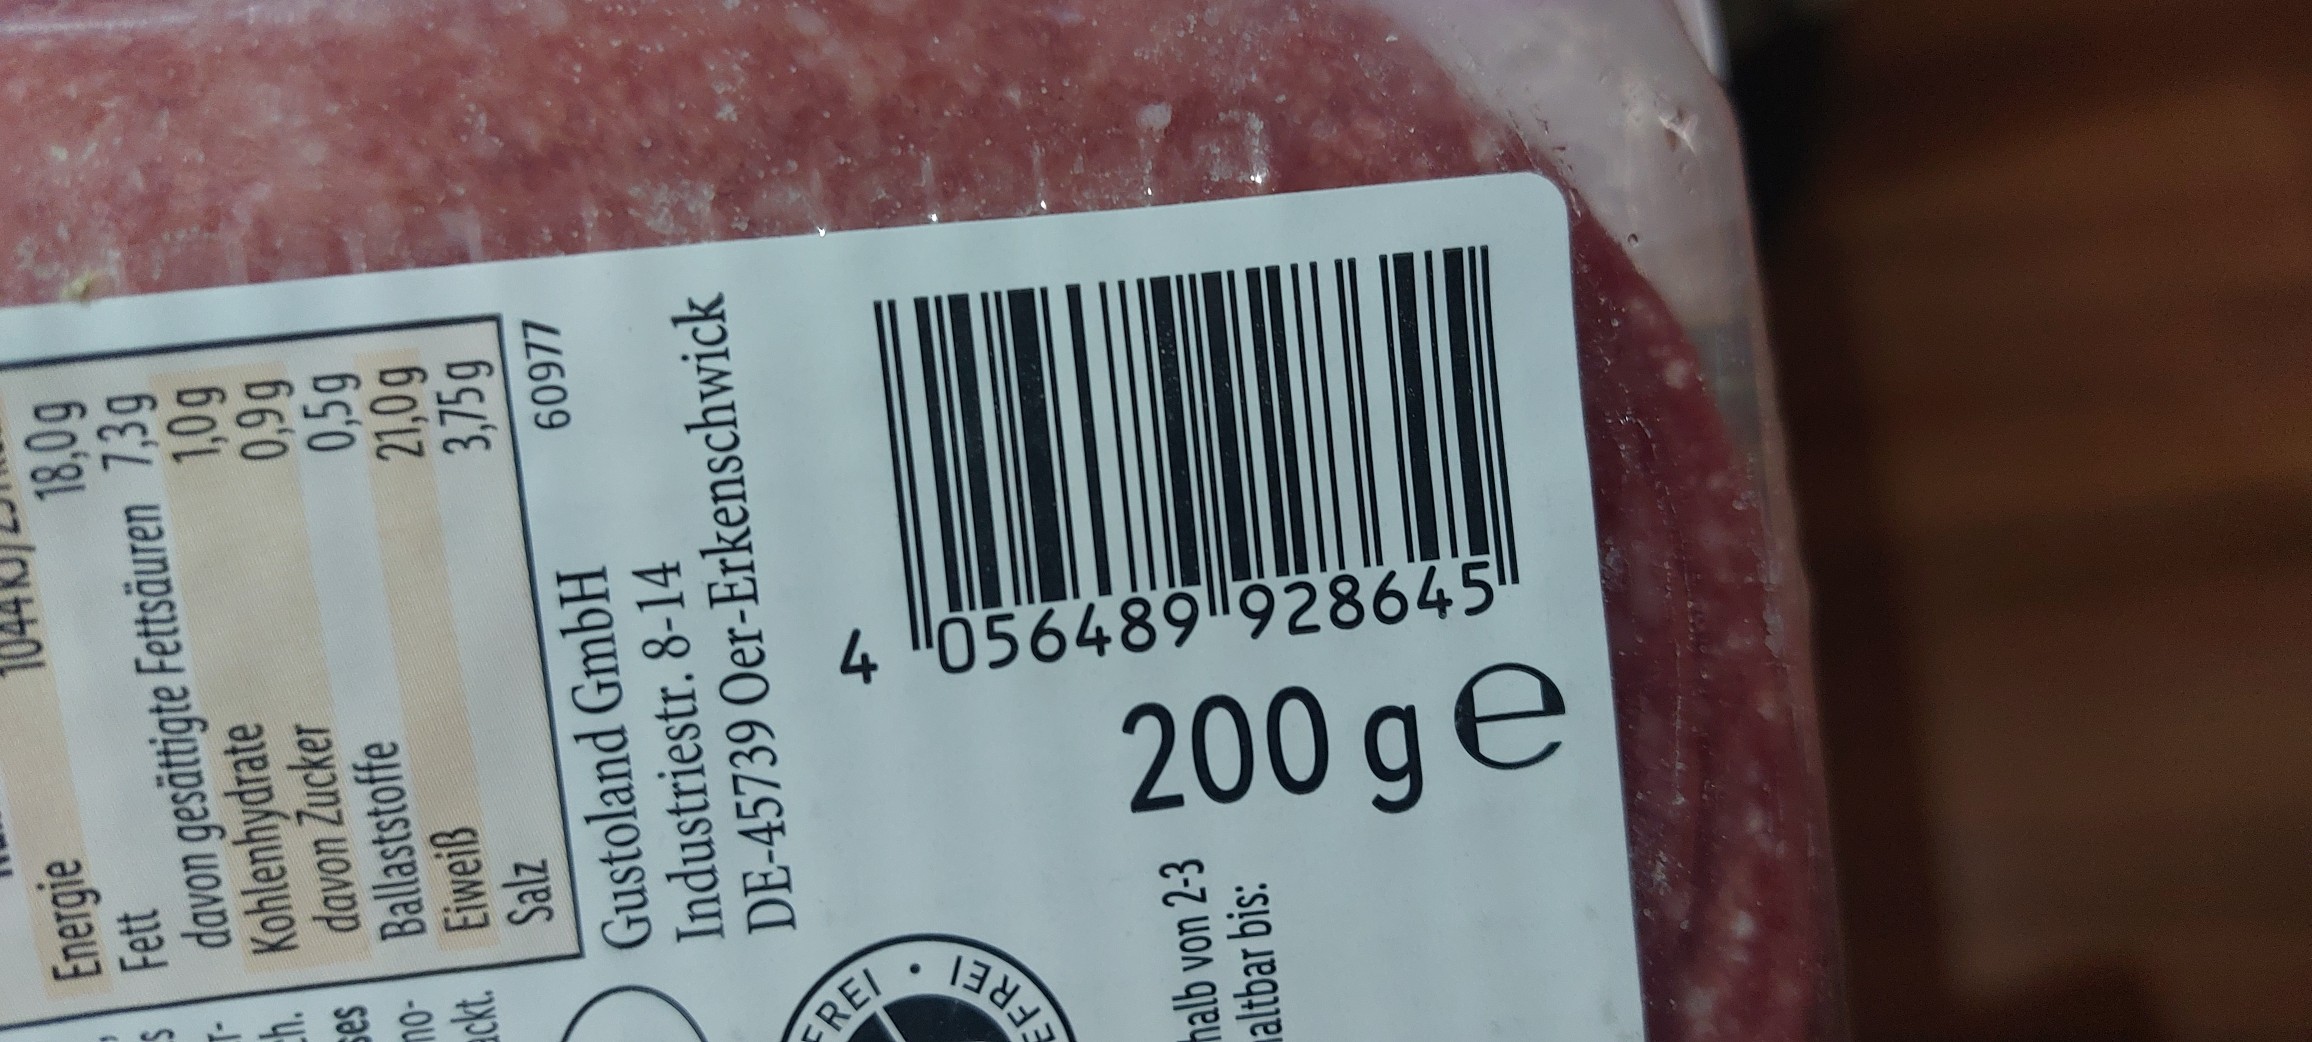 Energie
Fett 18,0g
davon gesättigte Fettsäuren 7,3g
Kohlenhydrate 1,0g
davon Zucker 0,9g
Ballaststoffe 0,5g
Eiweiß 21,0g
Salz 3,75g
60977
Gustoland GmbH
Industriestr. 8-14
DE-45739 Oer-Erkenschwick
4 056489 928645
200 g e
von 2-3
bis:
FREI •